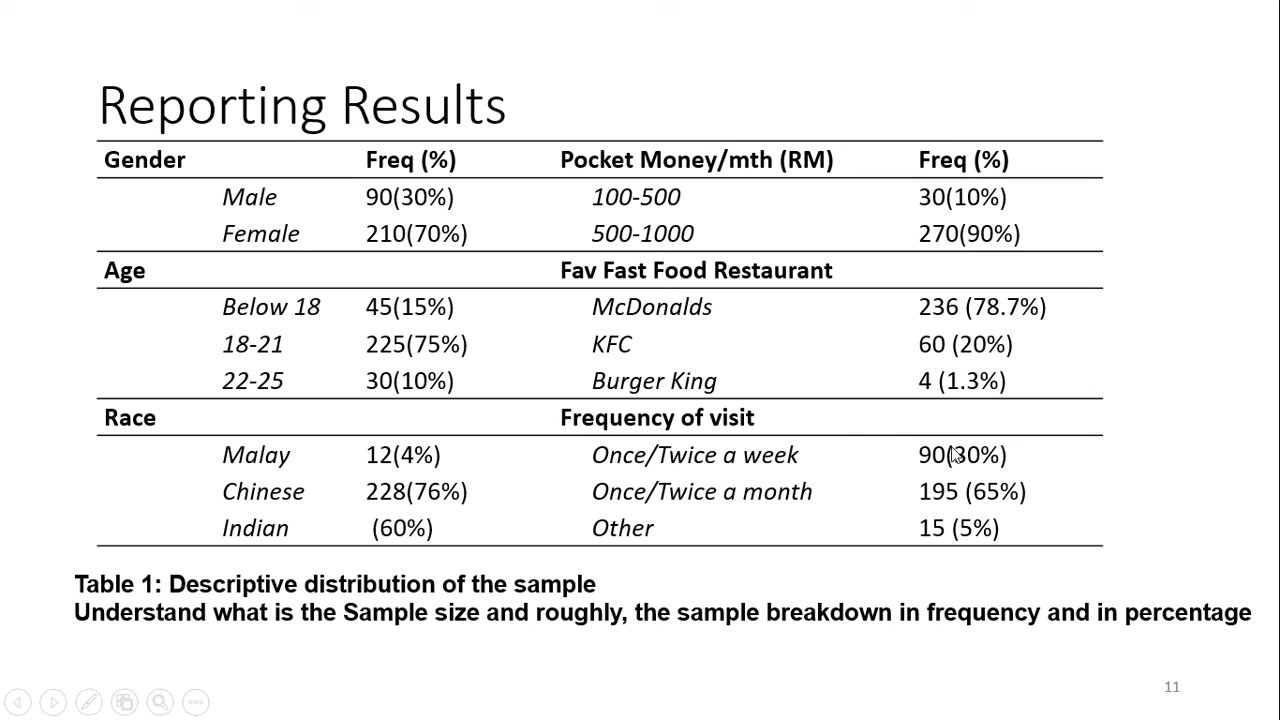 Reporting Results
Gender Freq (%) Pocket Money/mth (RM) Freq (%)
Male 90(30%) 100-500 30(10%)
Female 210(70%) 500-1000 270(90%)
Age Fav Fast Food Restaurant
Below 18 45(15%) McDonalds 236 (78.7%)
18-21 225(75%) KFC 60 (20%)
22-25 30(10%) Burger King 4 (1.3%)
Race Frequency of visit
Malay 12(4%) Once/Twice a week 90(30%)
Chinese 228(76%) Once/Twice a month 195 (65%)
Indian (60%) Other 15 (5%)
Table 1: Descriptive distribution of the sample
Understand what is the Sample size and roughly, the sample breakdown in frequency and in percentage
11